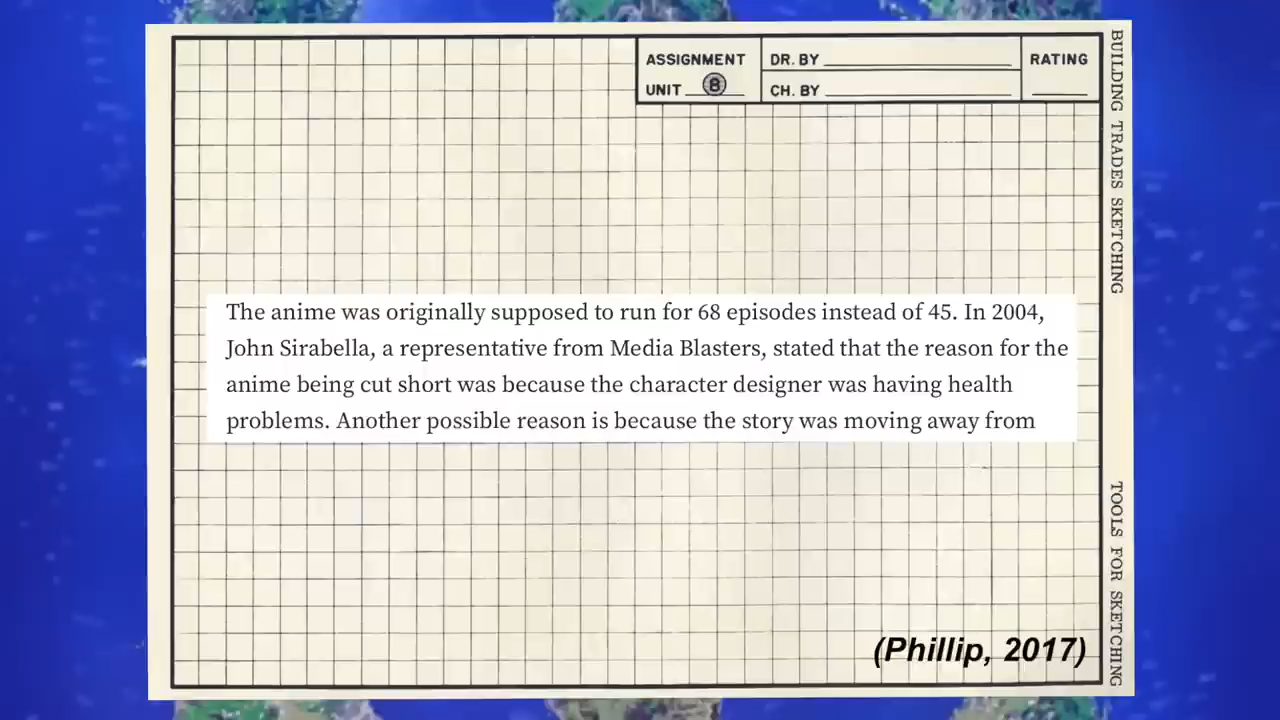 ASSIGNMENT
UNIT 8
DR. BY
CH. BY
RATING
BUILDING TRADES SKETCHING
The anime was originally supposed to run for 68 episodes instead of 45. In 2004,
John Sirabella, a representative from Media Blasters, stated that the reason for the
anime being cut short was because the character designer was having health
problems. Another possible reason is because the story was moving away from
TOOLS FOR SKETCHING
(Phillip, 2017)